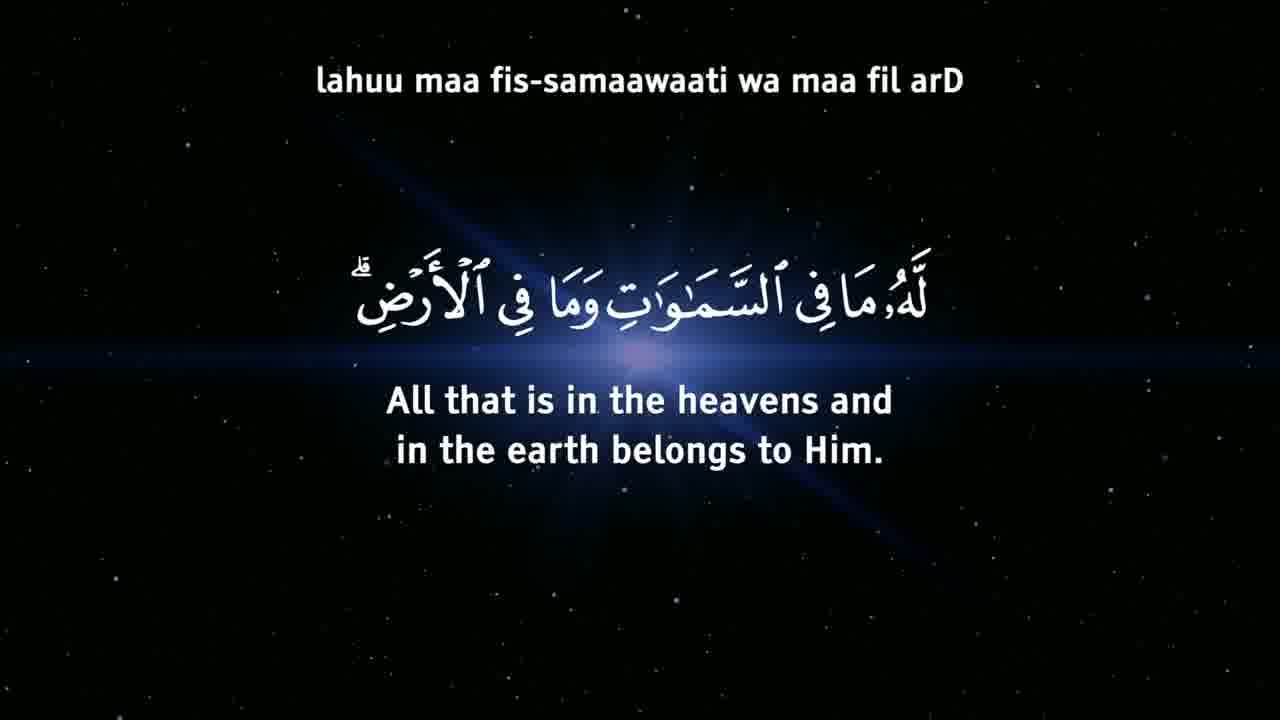 lahuu maa fis-samaawaati wa maa fil arD
لَّهُۥ مَا فِي ٱلسَّمَـٰوَٰتِ وَمَا فِي ٱلۡأَرۡضِۗ
All that is in the heavens and
in the earth belongs to Him.